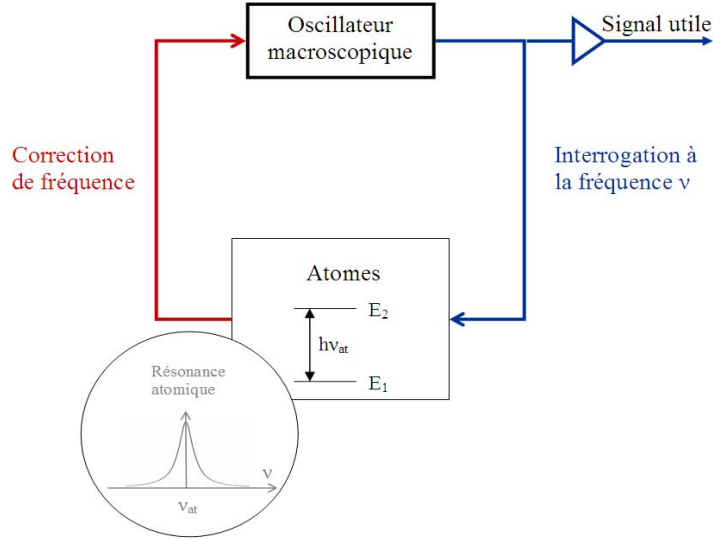 Oscillateur
macroscopique
Signal utile
Correction
de fréquence
Interrogation à
la fréquence ν
Atomes
E₂
hνat
E₁
Résonance
atomique
ν
νat